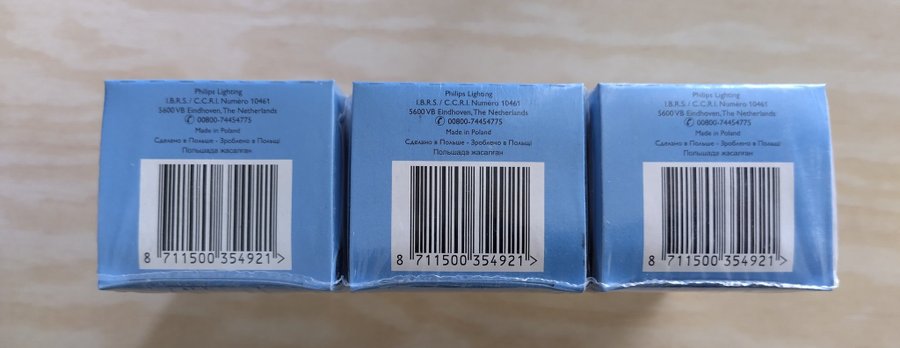 Philips Lighting
I.B.R.S. / C.C.R.I. Numéro 10461
5600 VB Eindhoven, The Netherlands
✆ 00800-74454775
Made in Poland
Сделано в Польше - Зроблено в Польщі
Польшада жасалған
8 711500 354921 >
Philips Lighting
I.B.R.S. / C.C.R.I. Numéro 10461
5600 VB Eindhoven, The Netherlands
✆ 00800-74454775
Made in Poland
Сделано в Польше - Зроблено в Польщі
Польшада жасалған
8 711500 354921 >
Philips Lighting
I.B.R.S. / C.C.R.I. Numéro 10461
5600 VB Eindhoven, The Netherlands
✆ 00800-74454775
Made in Poland
Сделано в Польше - Зроблено в Польщі
Польшада жасалған
8 711500 354921 >